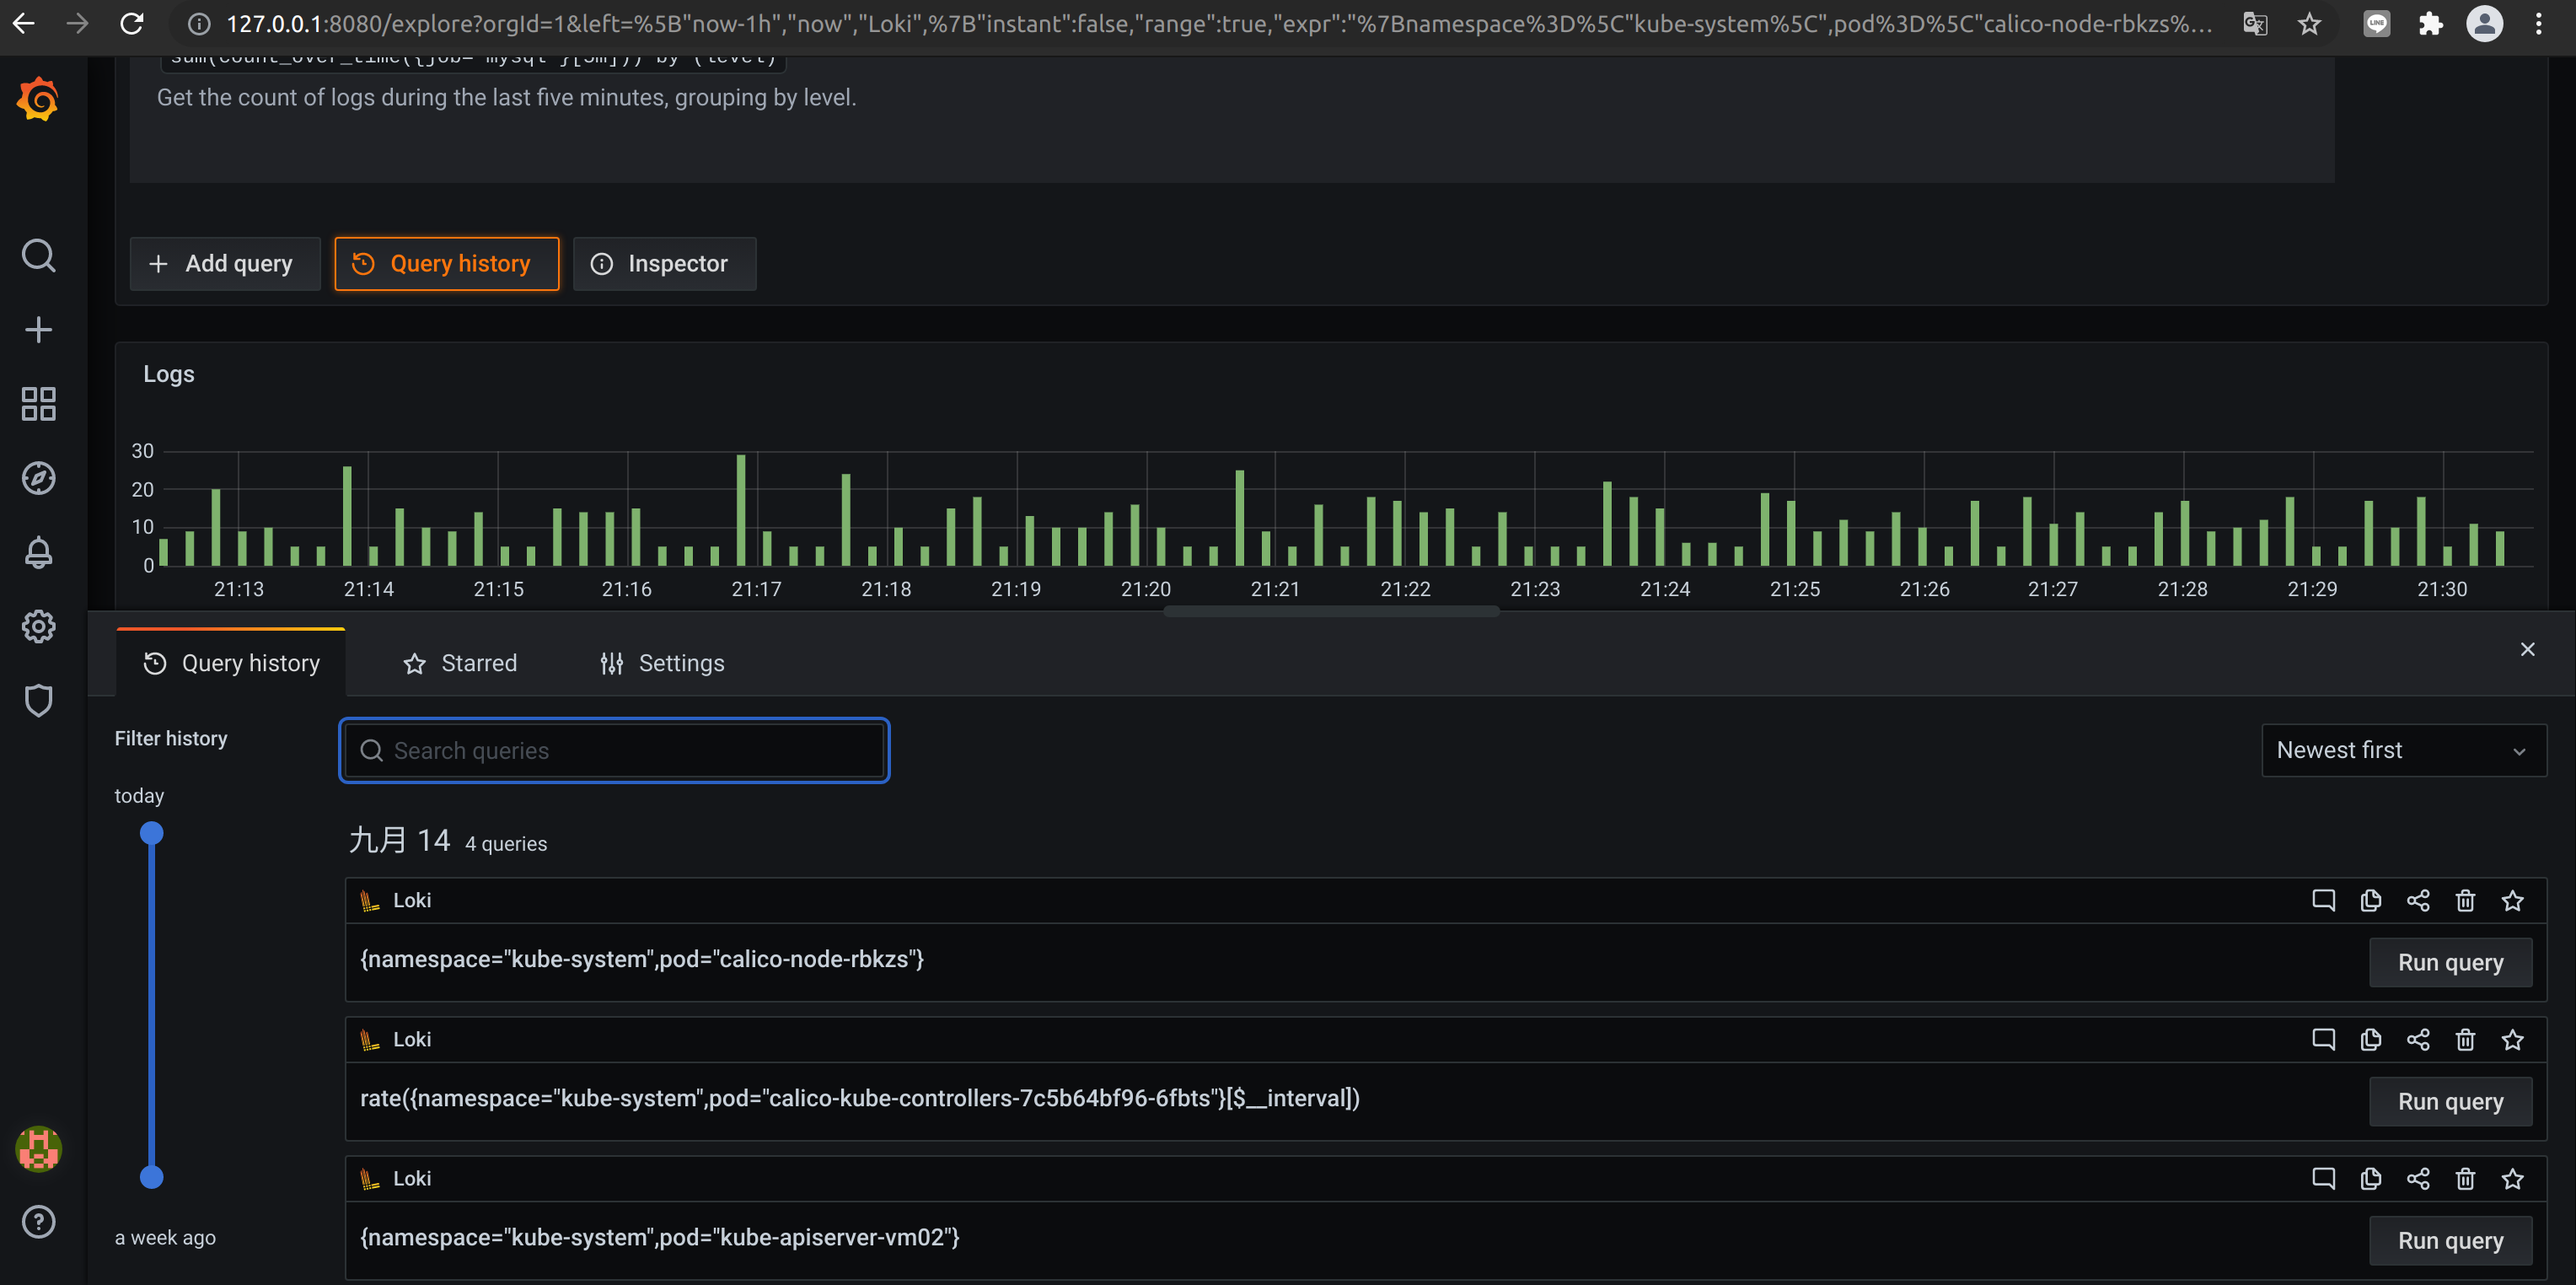 127.0.0.1:8080/explore?orgId=1&left=%5B"now-1h","now","Loki",%7B"instant":false,"range":true,"expr":"%7Bnamespace%3D%5C"kube-system%5C",pod%3D%5C"calico-node-rbkzs%...
sum(count_over_time({job="mysql"}[5m])) by (level)
Get the count of logs during the last five minutes, grouping by level.
Add query Query history Inspector
Logs
30
20
10
0
21:13 21:14 21:15 21:16 21:17 21:18 21:19 21:20 21:21 21:22 21:23 21:24 21:25 21:26 21:27 21:28 21:29 21:30
Query history Starred Settings
Filter history
Search queries
Newest first
today
九月 14 4 queries
Loki
{namespace="kube-system",pod="calico-node-rbkzs"}
Run query
Loki
rate({namespace="kube-system",pod="calico-kube-controllers-7c5b64bf96-6fbts"}[$__interval])
Run query
Loki
{namespace="kube-system",pod="kube-apiserver-vm02"}
Run query
a week ago